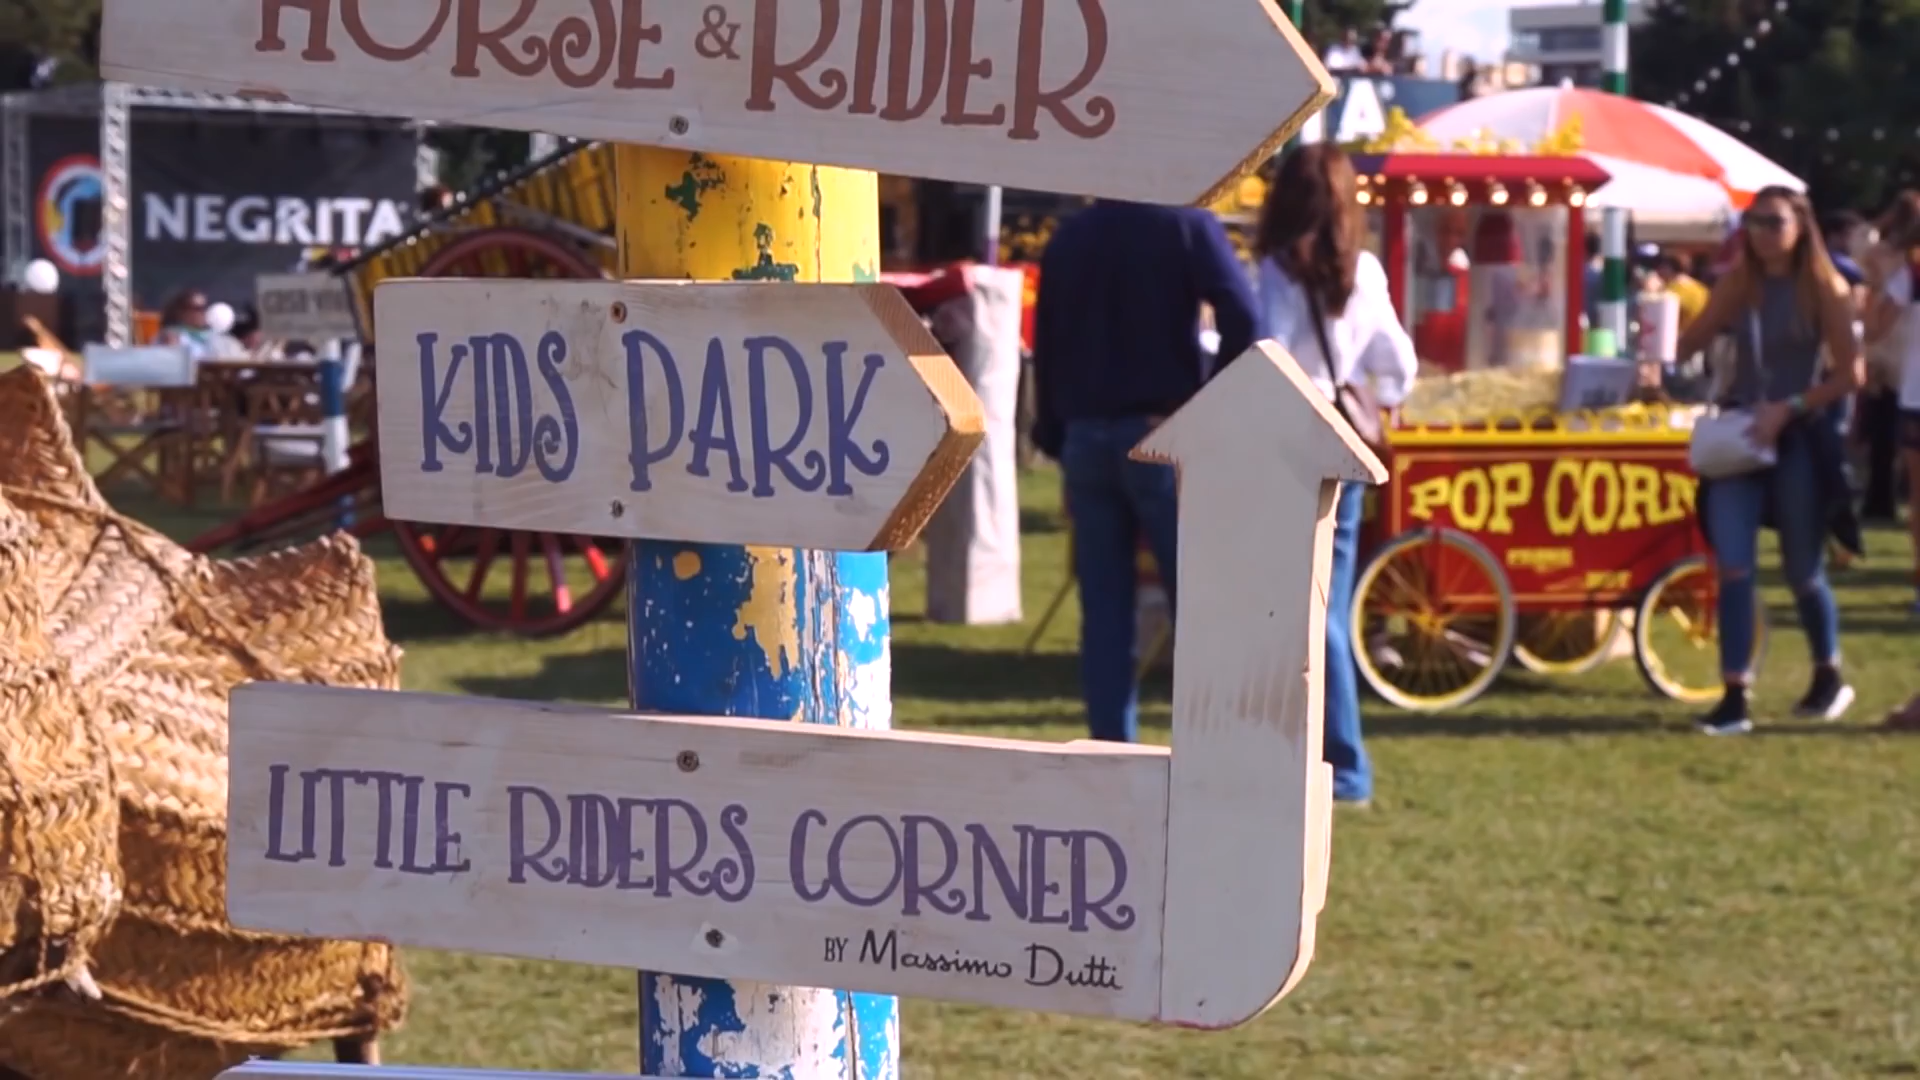 HORSE & RIDER
NEGRITA
KIDS PARK
POP CORN
LITTLE RIDERS CORNER
BY Massimo Dutti